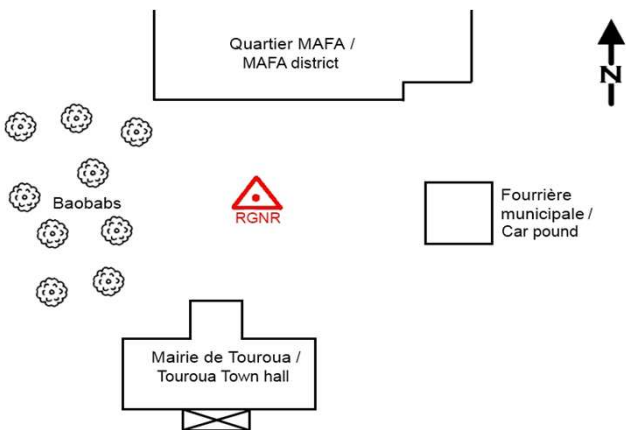 Quartier MAFA /
MAFA district
N
Baobabs
RGNR
Fourrière
municipale /
Car pound
Mairie de Touroua /
Touroua Town hall